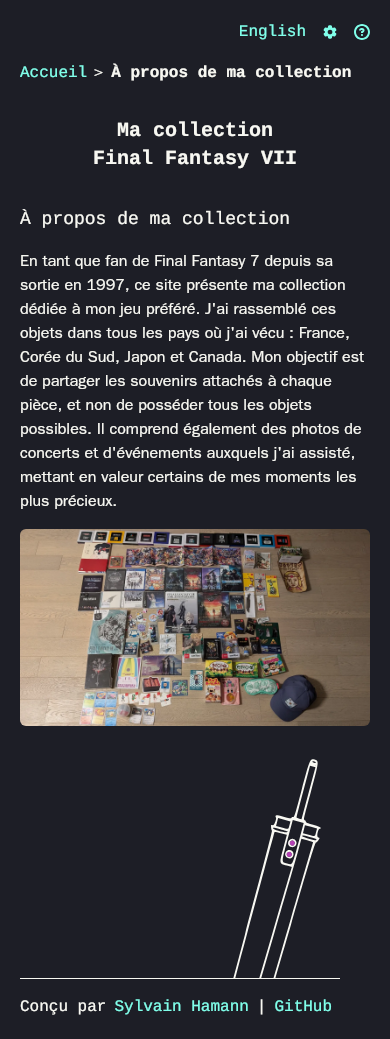 English
Accueil > À propos de ma collection
Ma collection
Final Fantasy VII
À propos de ma collection
En tant que fan de Final Fantasy 7 depuis sa
sortie en 1997, ce site présente ma collection
dédiée à mon jeu préféré. J'ai rassemblé ces
objets dans tous les pays où j'ai vécu : France,
Corée du Sud, Japon et Canada. Mon objectif est
de partager les souvenirs attachés à chaque
pièce, et non de posséder tous les objets
possibles. Il comprend également des photos de
concerts et d'événements auxquels j'ai assisté,
mettant en valeur certains de mes moments les
plus précieux.
Conçu par Sylvain Hamann | GitHub